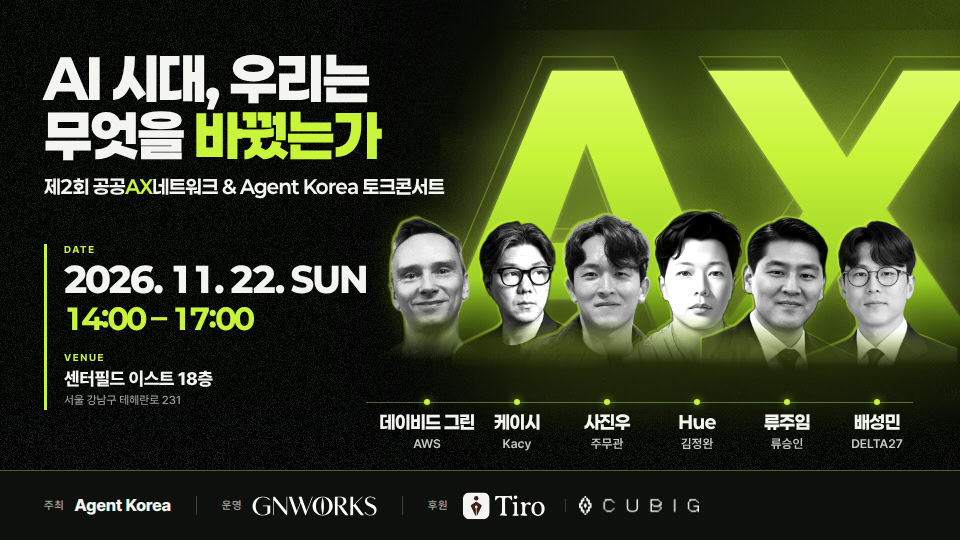 AX
AI 시대, 우리는
무엇을 바꿨는가
제2회 공공AX네트워크 & Agent Korea 토크콘서트
DATE
2026. 11. 22. SUN
14:00 – 17:00
VENUE
센터필드 이스트 18층
서울 강남구 테헤란로 231
데이비드 그린 케이시 사진우 Hue 류주임 배성민
AWS Kacy 주무관 김정완 류승인 DELTA27
주최 Agent Korea 운영 GNWORKS 후원 Tiro CUBIG